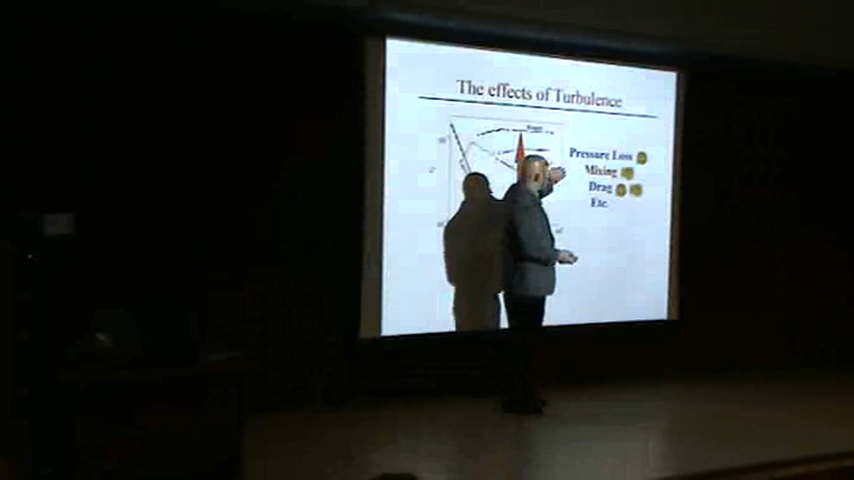 The effects of Turbulence
Pressure Loss
Mixing
Drag
Etc.